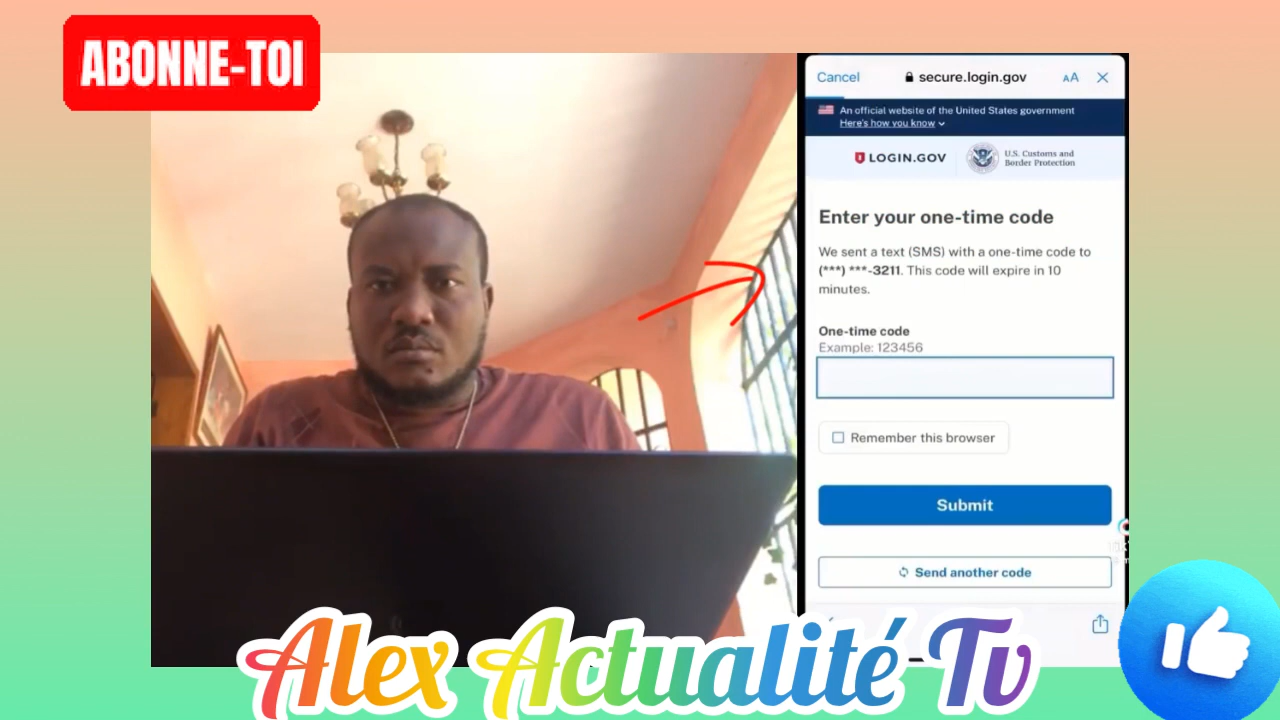 ABONNE-TOI
Cancel
secure.login.gov
AA
An official website of the United States government
Here's how you know
LOGIN.GOV
U.S. Customs and
Border Protection
Enter your one-time code
We sent a text (SMS) with a one-time code to
(***) ***-3211. This code will expire in 10
minutes.
One-time code
Example: 123456
Remember this browser
Submit
Send another code
Alex Actualité Tv